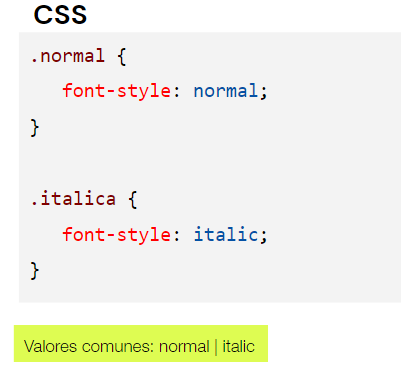 CSS
.normal {
font-style: normal;
}
.italica {
font-style: italic;
}
Valores comunes: normal | italic